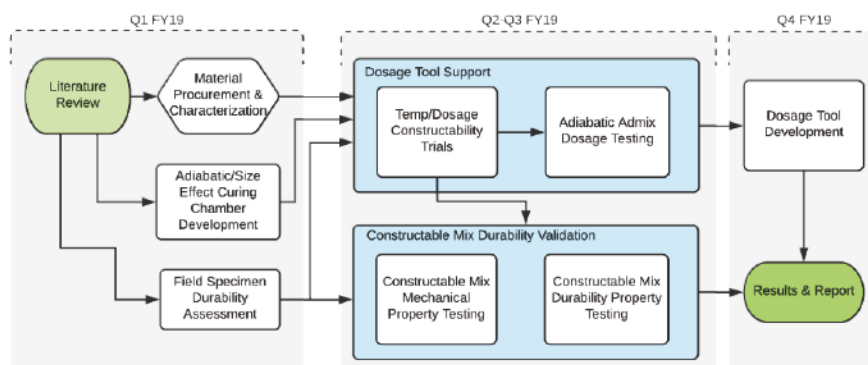 Q1 FY19
Q2-Q3 FY19
Q4 FY19
Literature
Review
Material
Procurement &
Characterization
Adiabatic/Size
Effect Curing
Chamber
Development
Field Specimen
Durability
Assessment
Dosage Tool Support
Temp/Dosage
Constructability
Trials
Adiabatic Admix
Dosage Testing
Constructable Mix Durability Validation
Constructable Mix
Mechanical
Property Testing
Constructable Mix
Durability Property
Testing
Dosage Tool
Development
Results & Report